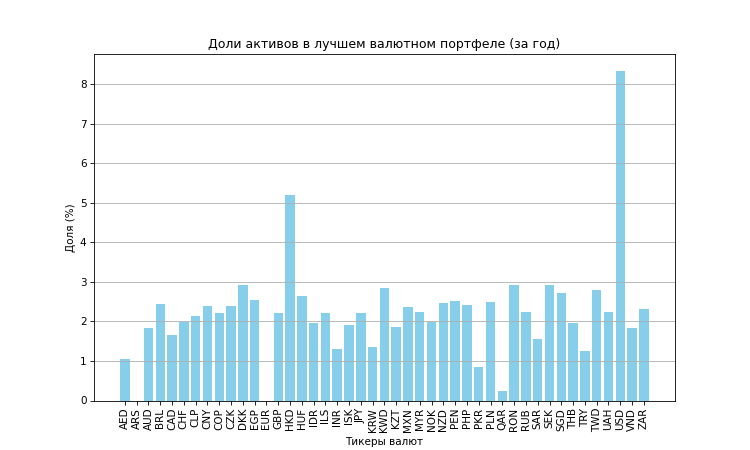 Доли активов в лучшем валютном портфеле (за год)
Доля (%)
8
7
6
5
4
3
2
1
0
AED ARS AUD BRL CAD CHF CLP CNY COP CZK DKK EGP EUR GBP HKD HUF IDR ILS INR ISK JPY KRW KWD KZT MXN MYR NOK NZD PEN PHP PKR PLN QAR RON RUB SAR SEK SGD THB TRY TWD UAH USD VND ZAR
Тикеры валют